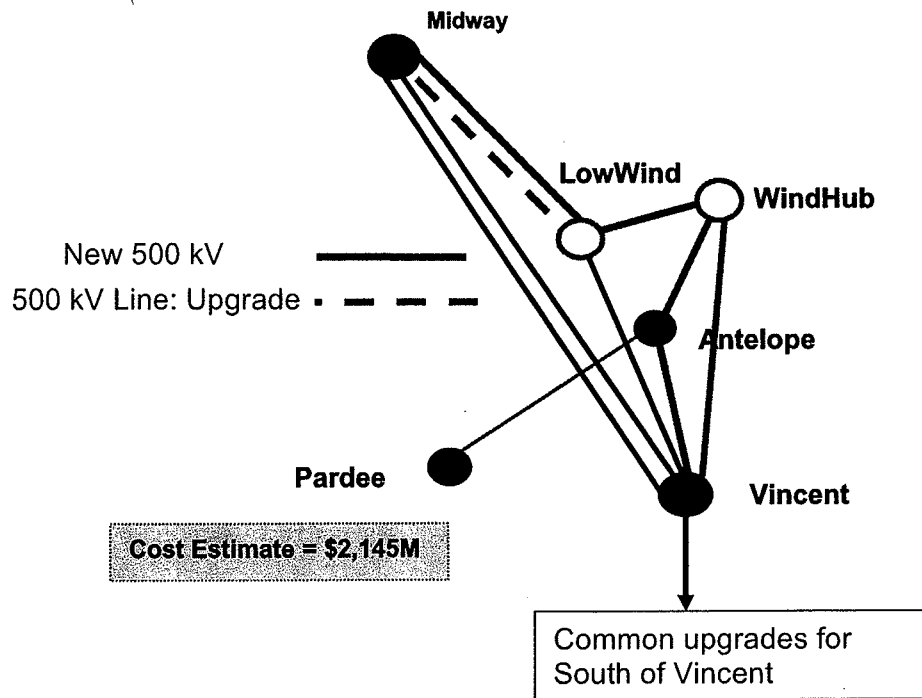 Midway
LowWind
WindHub
New 500 kV
500 kV Line: Upgrade
Antelope
Pardee
Vincent
Cost Estimate = $2,145M
Common upgrades for
South of Vincent